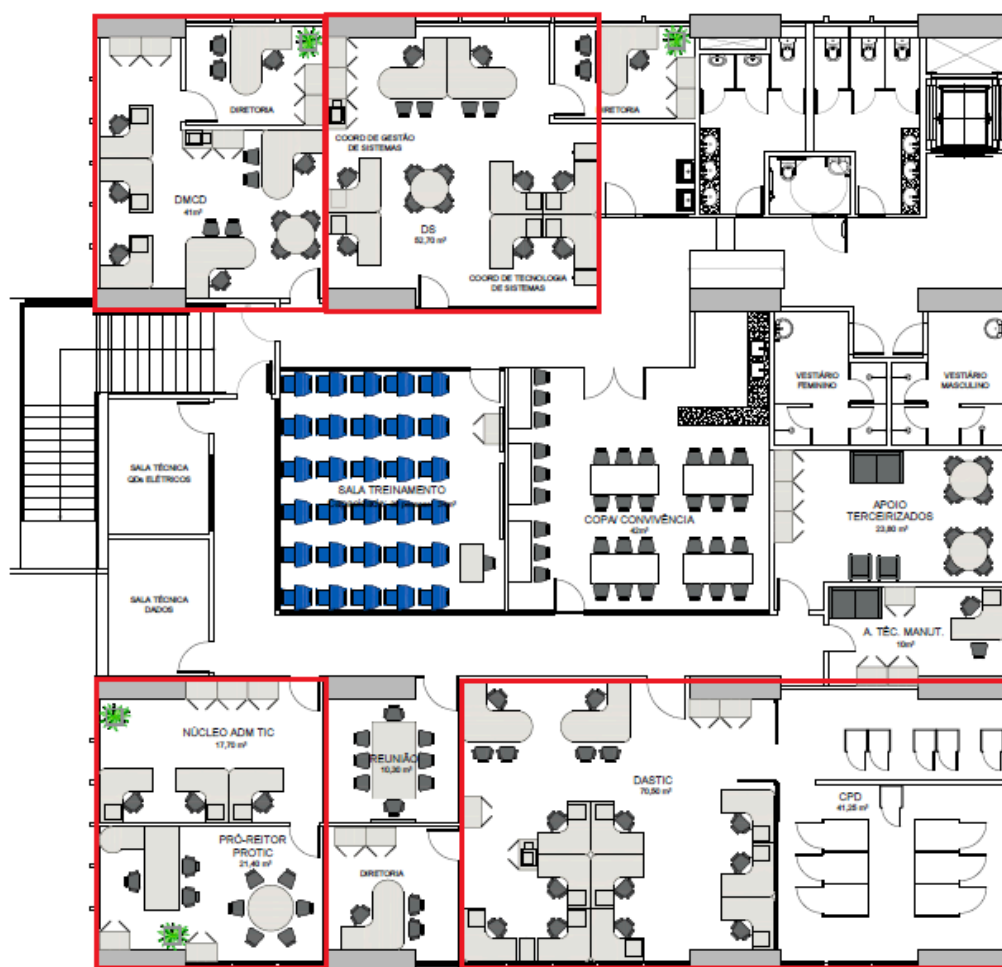 DIRETORIA
DMCD
41m²
COORD DE GESTÃO
DE SISTEMAS
DS
52,70 m²
COORD DE TECNOLOGIA
DE SISTEMAS
DIRETORIA
VESTIÁRIO
FEMININO
VESTIÁRIO
MASCULINO
SALA TÉCNICA
QDs ELÉTRICOS
SALA TREINAMENTO
COPA/ CONVIVÊNCIA
42m²
APOIO
TERCEIRIZADOS
23,80 m²
SALA TÉCNICA
DADOS
A. TÉC. MANUT.
10m²
NÚCLEO ADM TIC
17,70 m²
REUNIÃO
10,30 m²
DASTIC
70,50 m²
CPD
41,25 m²
PRÓ-REITOR
PROTIC
21,40 m²
DIRETORIA